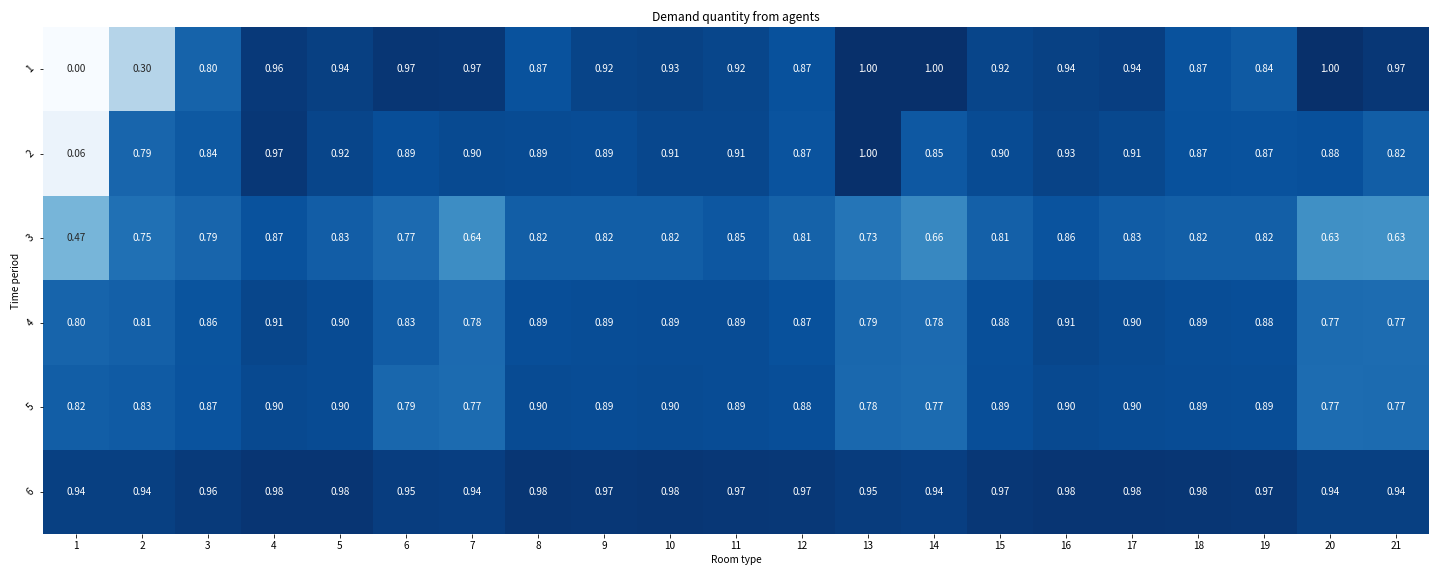 Demand quantity from agents
Time period
1 0.00 0.30 0.80 0.96 0.94 0.97 0.97 0.87 0.92 0.93 0.92 0.87 1.00 1.00 0.92 0.94 0.94 0.87 0.84 1.00 0.97
2 0.06 0.79 0.84 0.97 0.92 0.89 0.90 0.89 0.89 0.91 0.91 0.87 1.00 0.85 0.90 0.93 0.91 0.87 0.87 0.88 0.82
3 0.47 0.75 0.79 0.87 0.83 0.77 0.64 0.82 0.82 0.82 0.85 0.81 0.73 0.66 0.81 0.86 0.83 0.82 0.82 0.63 0.63
4 0.80 0.81 0.86 0.91 0.90 0.83 0.78 0.89 0.89 0.89 0.89 0.87 0.79 0.78 0.88 0.91 0.90 0.89 0.88 0.77 0.77
5 0.82 0.83 0.87 0.90 0.90 0.79 0.77 0.90 0.89 0.90 0.89 0.88 0.78 0.77 0.89 0.90 0.90 0.89 0.89 0.77 0.77
6 0.94 0.94 0.96 0.98 0.98 0.95 0.94 0.98 0.97 0.98 0.97 0.97 0.95 0.94 0.97 0.98 0.98 0.98 0.97 0.94 0.94
1 2 3 4 5 6 7 8 9 10 11 12 13 14 15 16 17 18 19 20 21
Room type